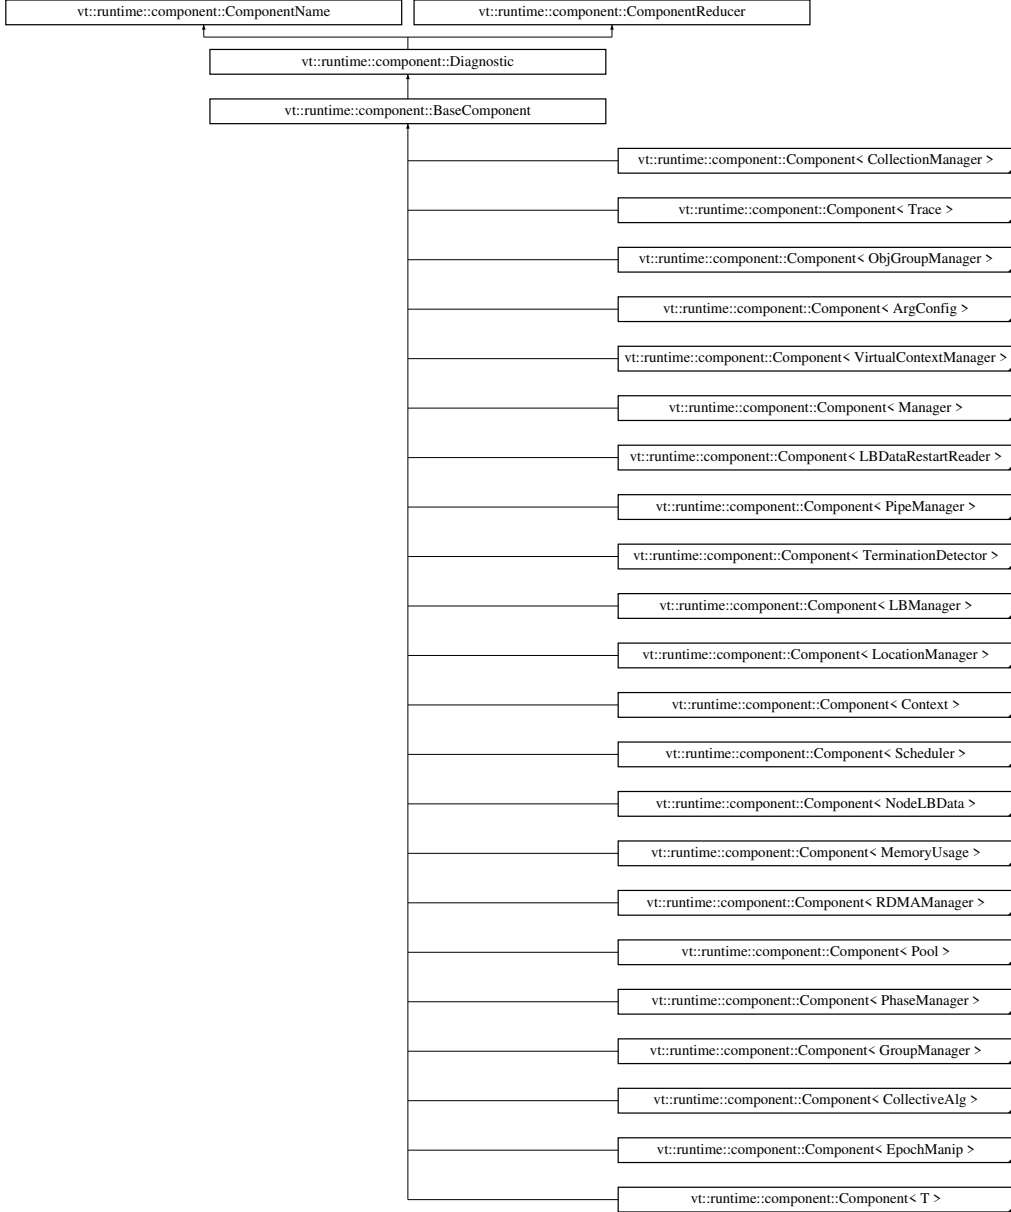 vt::runtime::component::ComponentName
vt::runtime::component::ComponentReducer
vt::runtime::component::Diagnostic
vt::runtime::component::BaseComponent
vt::runtime::component::Component< CollectionManager >
vt::runtime::component::Component< Trace >
vt::runtime::component::Component< ObjGroupManager >
vt::runtime::component::Component< ArgConfig >
vt::runtime::component::Component< VirtualContextManager >
vt::runtime::component::Component< Manager >
vt::runtime::component::Component< LBDataRestartReader >
vt::runtime::component::Component< PipeManager >
vt::runtime::component::Component< TerminationDetector >
vt::runtime::component::Component< LBManager >
vt::runtime::component::Component< LocationManager >
vt::runtime::component::Component< Context >
vt::runtime::component::Component< Scheduler >
vt::runtime::component::Component< NodeLBData >
vt::runtime::component::Component< MemoryUsage >
vt::runtime::component::Component< RDMAManager >
vt::runtime::component::Component< Pool >
vt::runtime::component::Component< PhaseManager >
vt::runtime::component::Component< GroupManager >
vt::runtime::component::Component< CollectiveAlg >
vt::runtime::component::Component< EpochManip >
vt::runtime::component::Component< T >